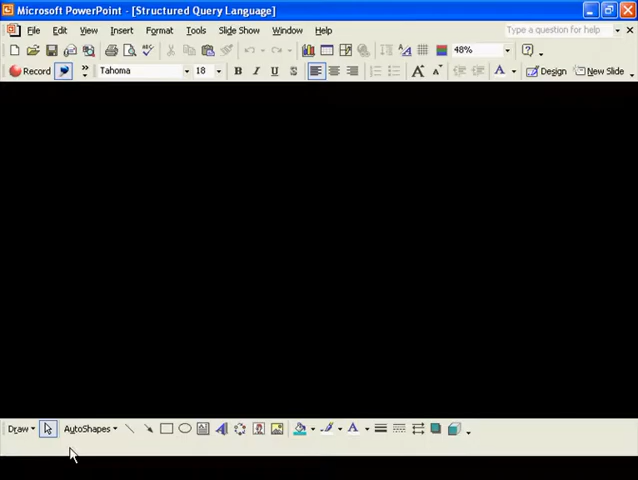 Microsoft PowerPoint - [Structured Query Language]
File Edit View Insert Format Tools Slide Show Window Help Type a question for help
48%
Record Tahoma 18 B I U S A Design New Slide
Draw AutoShapes A